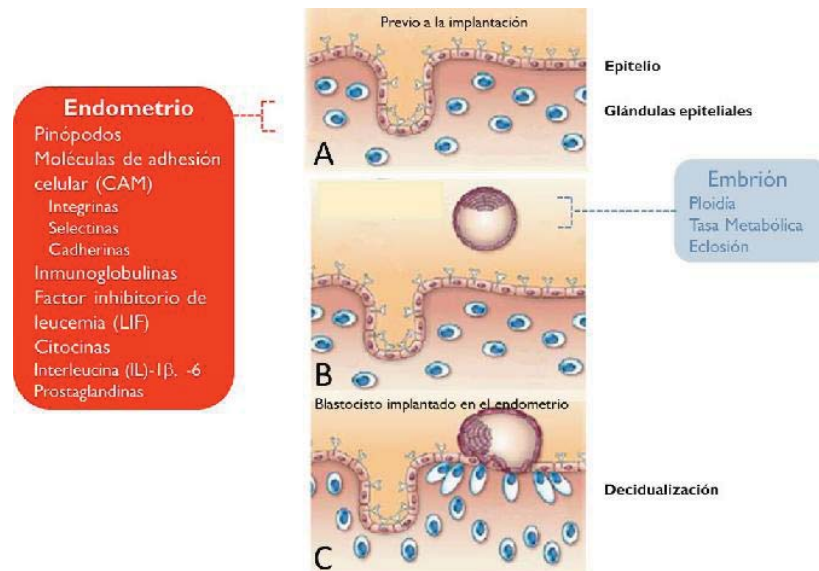 Previo a la implantación
Epitelio
Glándulas epiteliales
A
Endometrio
Pinópodos
Moléculas de adhesión
celular (CAM)
Integrinas
Selectinas
Cadherinas
Inmunoglobulinas
Factor inhibitorio de
leucemia (LIF)
Citocinas
Interleucina (IL)-1β, -6
Prostaglandinas
Embrión
Ploidía
Tasa Metabólica
Eclosión
B
Blastocisto implantado en el endometrio
Decidualización
C